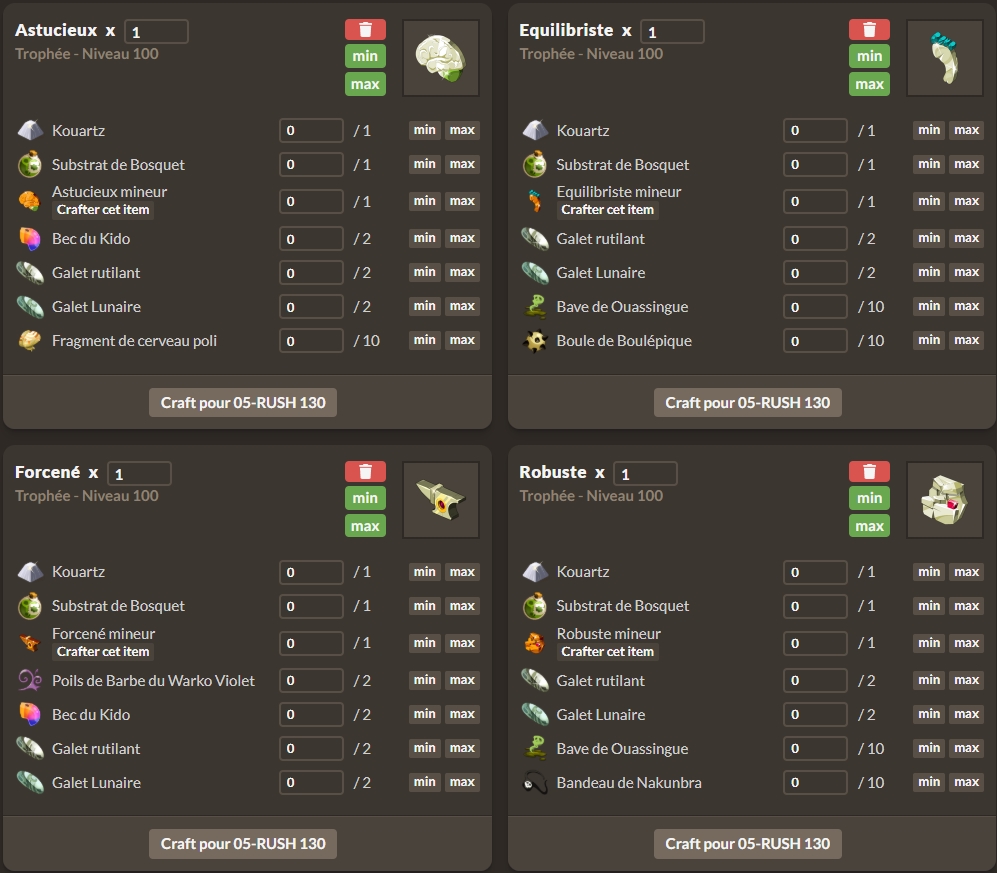 Astucieux x 1
Trophée - Niveau 100
min
max
Kouartz 0 / 1 min max
Substrat de Bosquet 0 / 1 min max
Astucieux mineur
Crafter cet item 0 / 1 min max
Bec du Kido 0 / 2 min max
Galet rutilant 0 / 2 min max
Galet Lunaire 0 / 2 min max
Fragment de cerveau poli 0 / 10 min max
Craft pour 05-RUSH 130
Equilibriste x 1
Trophée - Niveau 100
min
max
Kouartz 0 / 1 min max
Substrat de Bosquet 0 / 1 min max
Equilibriste mineur
Crafter cet item 0 / 1 min max
Galet rutilant 0 / 2 min max
Galet Lunaire 0 / 2 min max
Bave de Ouassingue 0 / 10 min max
Boule de Boulépique 0 / 10 min max
Craft pour 05-RUSH 130
Forcené x 1
Trophée - Niveau 100
min
max
Kouartz 0 / 1 min max
Substrat de Bosquet 0 / 1 min max
Forcené mineur
Crafter cet item 0 / 1 min max
Poils de Barbe du Warko Violet 0 / 2 min max
Bec du Kido 0 / 2 min max
Galet rutilant 0 / 2 min max
Galet Lunaire 0 / 2 min max
Craft pour 05-RUSH 130
Robuste x 1
Trophée - Niveau 100
min
max
Kouartz 0 / 1 min max
Substrat de Bosquet 0 / 1 min max
Robuste mineur
Crafter cet item 0 / 1 min max
Galet rutilant 0 / 2 min max
Galet Lunaire 0 / 2 min max
Bave de Ouassingue 0 / 10 min max
Bandeau de Nakunbra 0 / 10 min max
Craft pour 05-RUSH 130